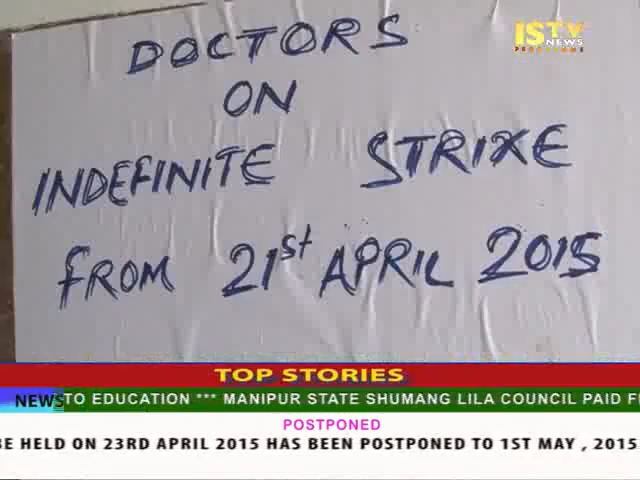 ISTV
NEWS
PROGRAMME
DOCTORS
ON
INDEFINITE STRIKE
FROM 21st APRIL 2015
TOP STORIES
NEWS TO EDUCATION *** MANIPUR STATE SHUMANG LILA COUNCIL PAID
POSTPONED
BE HELD ON 23RD APRIL 2015 HAS BEEN POSTPONED TO 1ST MAY , 2015.